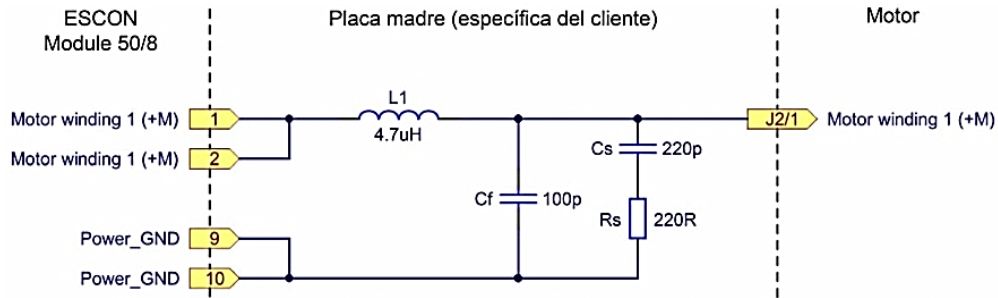 ESCON
Module 50/8
Placa madre (específica del cliente)
Motor
L1
4.7uH
Motor winding 1 (+M)
1
Motor winding 1 (+M)
2
J2/1
Motor winding 1 (+M)
Cs
220p
Cf
100p
Rs
220R
Power_GND
9
Power_GND
10